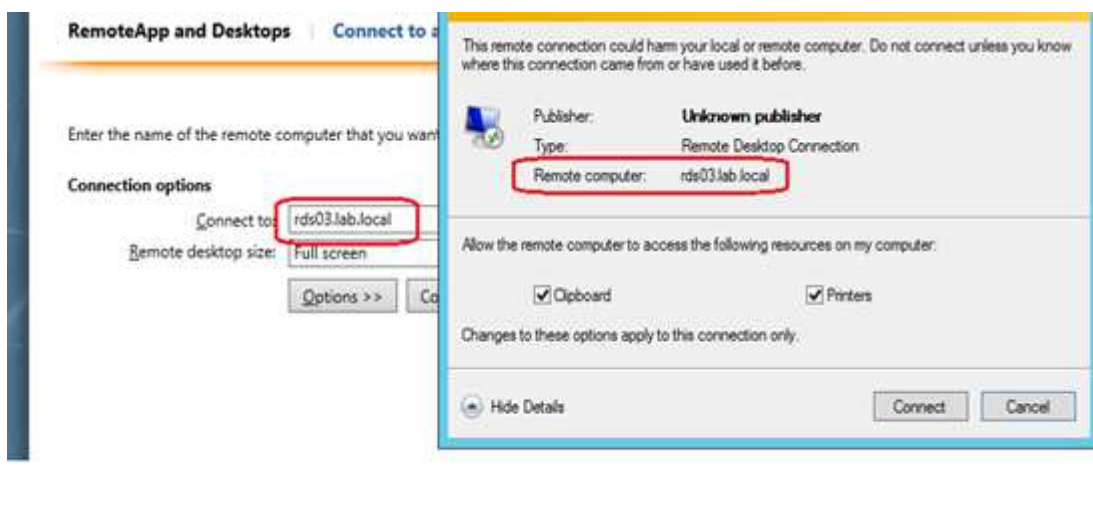 RemoteApp and Desktops Connect to a
Enter the name of the remote computer that you want
Connection options
Connect to: rds03.lab.local
Remote desktop size: Full screen
Options >> Co
This remote connection could harm your local or remote computer. Do not connect unless you know
where this connection came from or have used it before.
Publisher: Unknown publisher
Type: Remote Desktop Connection
Remote computer: rds03.lab.local
Allow the remote computer to access the following resources on my computer:
Clipboard Printers
Changes to these options apply to this connection only.
Hide Details Connect Cancel